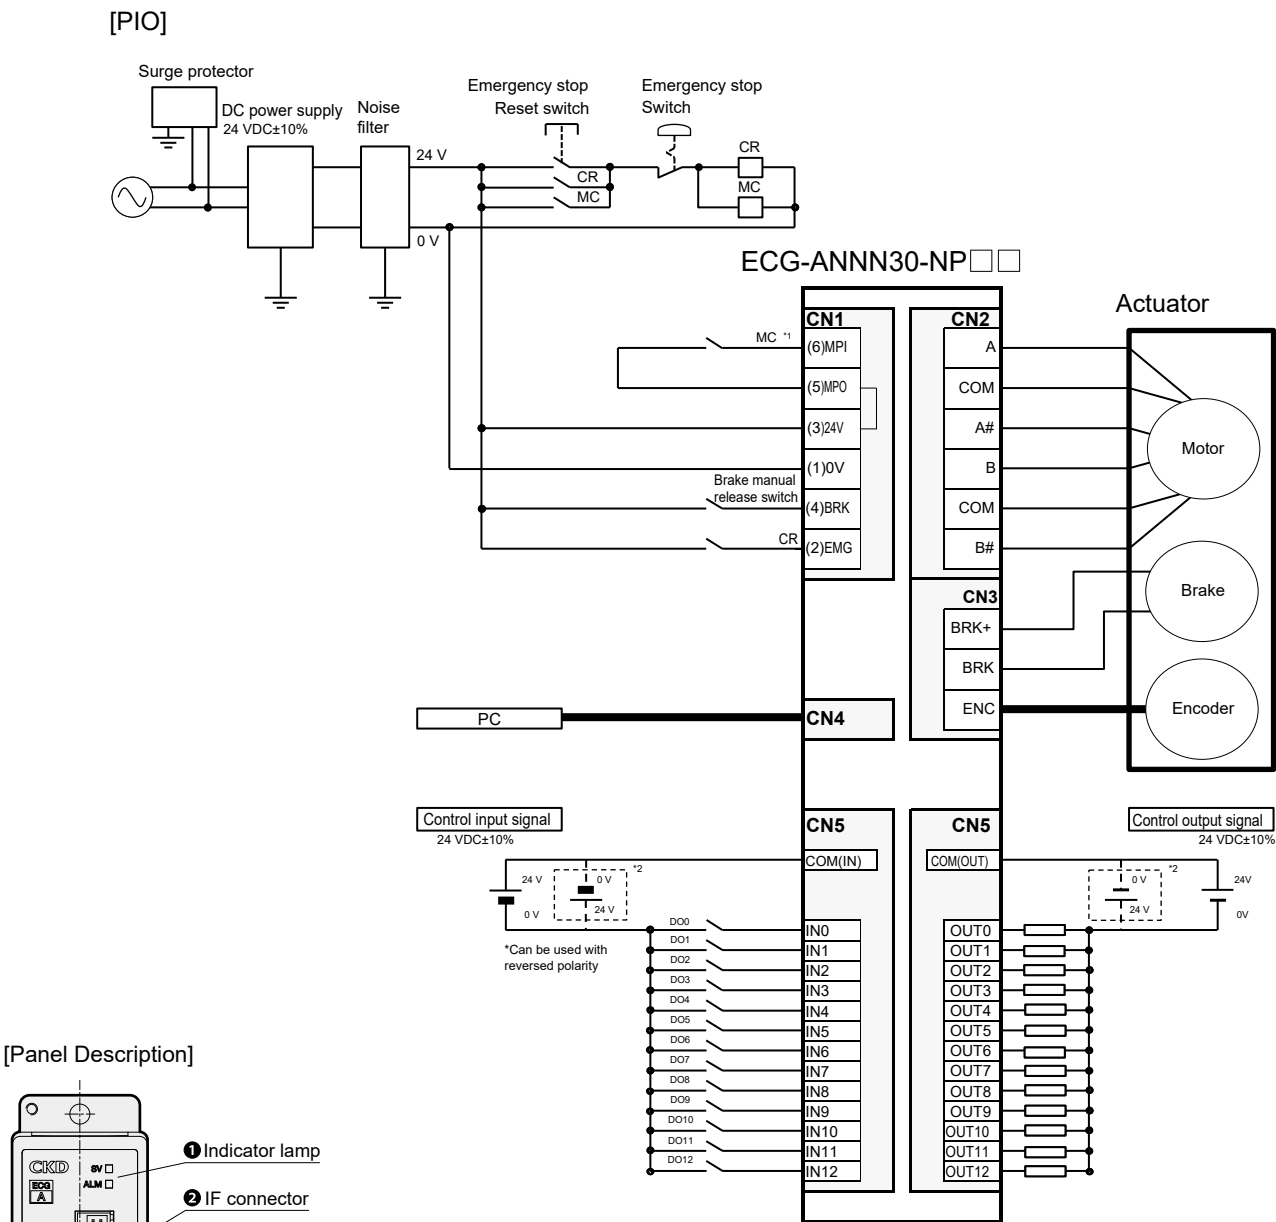 [PIO]
Surge protector
DC power supply
24 VDC±10%
Noise
filter
Emergency stop
Reset switch
Emergency stop
Switch
24 V
0 V
CR
MC
CR
MC
ECG-ANNN30-NP□□
Actuator
CN1
MC *1
(6)MPI
(5)MPO
(3)24V
(1)0V
Brake manual
release switch
(4)BRK
CR
(2)EMG
CN2
A
COM
A#
B
COM
B#
Motor
CN3
BRK+
BRK
ENC
Brake
Encoder
PC
CN4
Control input signal
24 VDC±10%
CN5
COM(IN)
24 V
0 V
0 V
24 V
*2
*Can be used with
reversed polarity
DO0
DO1
DO2
DO3
DO4
DO5
DO6
DO7
DO8
DO9
DO10
DO11
DO12
IN0
IN1
IN2
IN3
IN4
IN5
IN6
IN7
IN8
IN9
IN10
IN11
IN12
CN5
COM(OUT)
OUT0
OUT1
OUT2
OUT3
OUT4
OUT5
OUT6
OUT7
OUT8
OUT9
OUT10
OUT11
OUT12
Control output signal
24 VDC±10%
0 V
24 V
*2
24V
0V
[Panel Description]
CKD
ECG
A
SV
ALM
❶Indicator lamp
❷IF connector